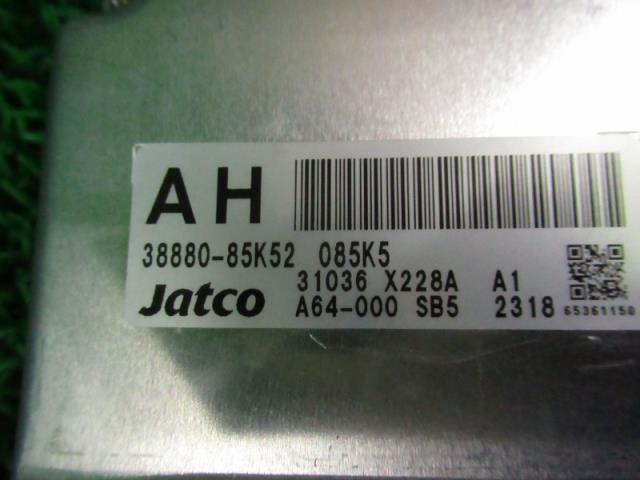 AH
38880-85K52 085K5
31036 X228A A1
Jatco A64-000 SB5 2318 65361150